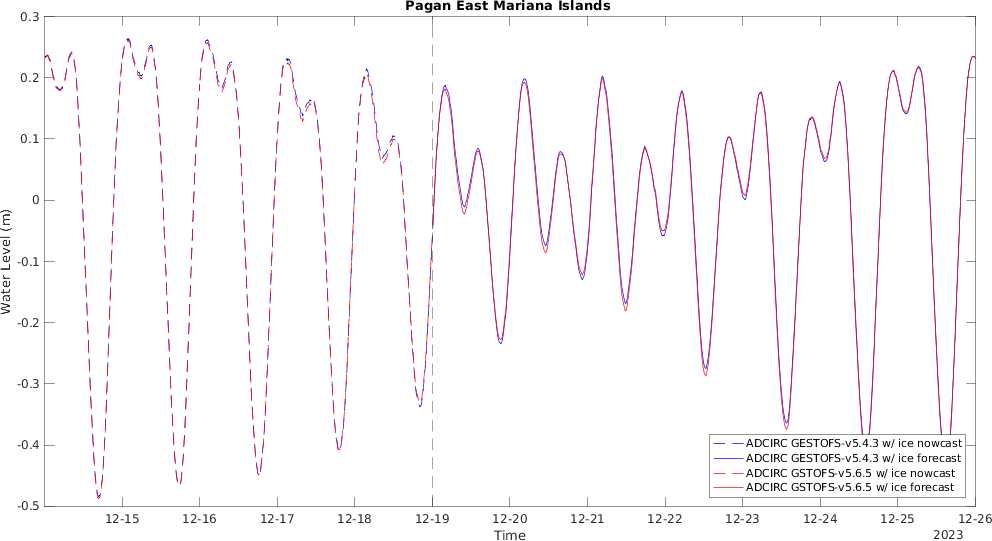 Pagan East Mariana Islands
0.3
0.2
0.1
0
-0.1
-0.2
-0.3
-0.4
-0.5
Water Level (m)
ADCIRC GESTOFS-v5.4.3 w/ ice nowcast
ADCIRC GESTOFS-v5.4.3 w/ ice forecast
ADCIRC GSTOFS-v5.6.5 w/ ice nowcast
ADCIRC GSTOFS-v5.6.5 w/ ice forecast
12-15 12-16 12-17 12-18 12-19 12-20 12-21 12-22 12-23 12-24 12-25 12-26
Time
2023